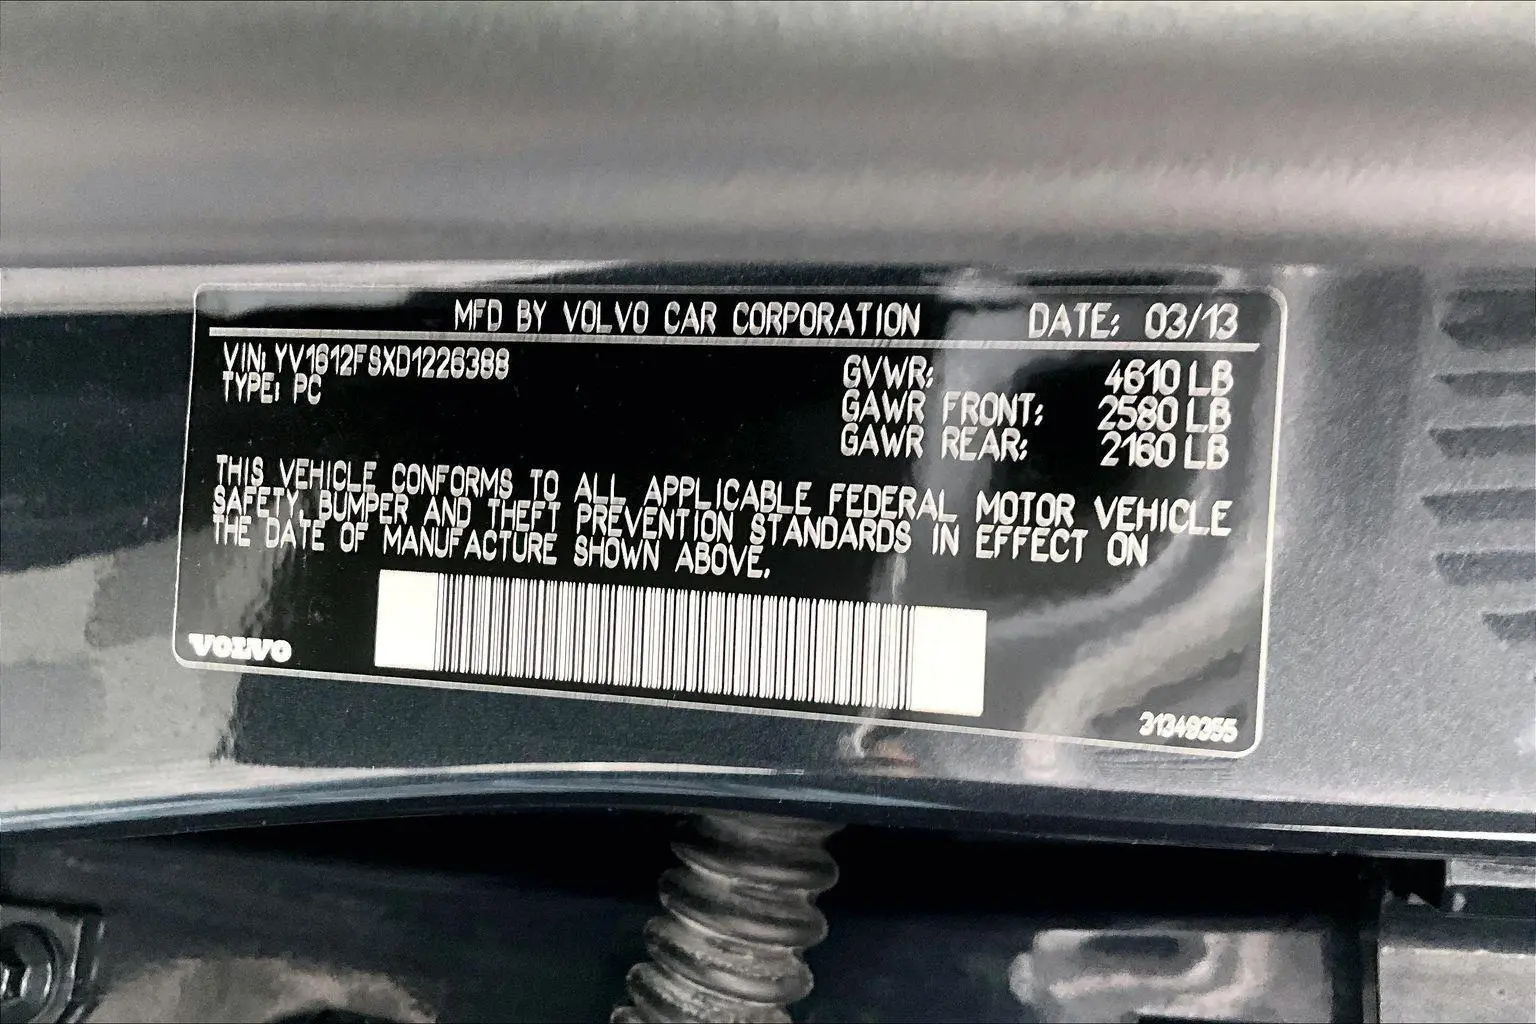 MFD BY VOLVO CAR CORPORATION DATE: 03/13
VIN: YV1612FSXD1226388
TYPE: PC
GVWR: 4610 LB
GAWR FRONT: 2580 LB
GAWR REAR: 2160 LB
THIS VEHICLE CONFORMS TO ALL APPLICABLE FEDERAL MOTOR VEHICLE
SAFETY, BUMPER AND THEFT PREVENTION STANDARDS IN EFFECT ON
THE DATE OF MANUFACTURE SHOWN ABOVE.
VOLVO
31349355